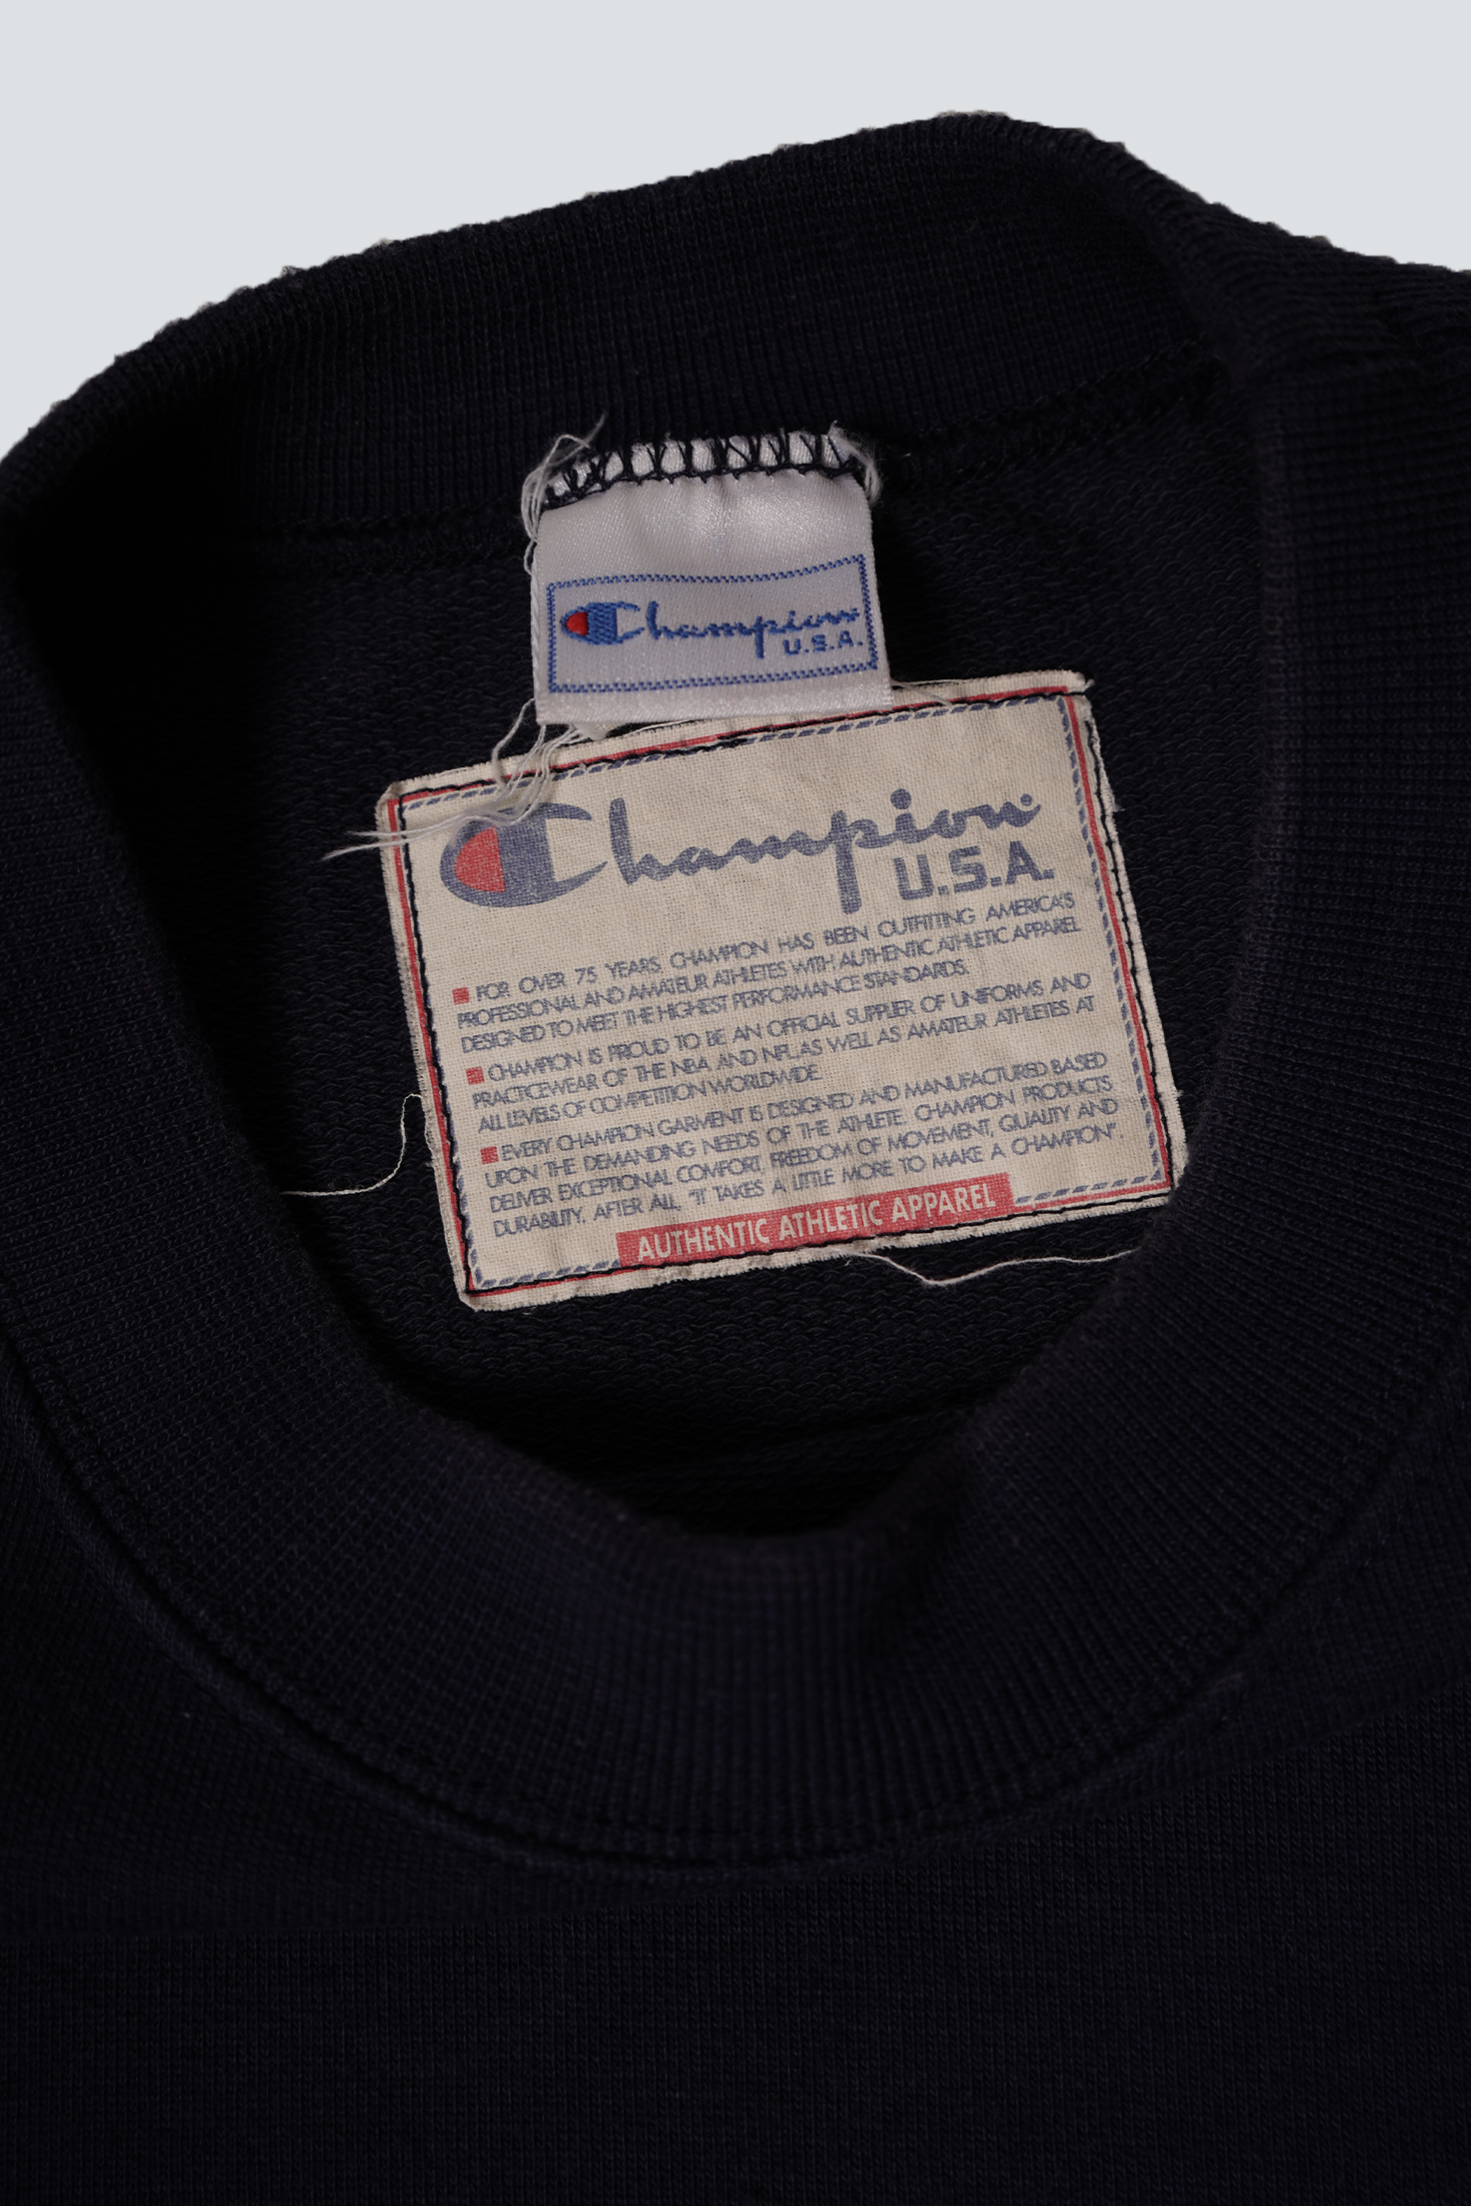 Champion
U.S.A.
Champion
U.S.A.
FOR OVER 75 YEARS, CHAMPION HAS BEEN OUTFITTING AMERICA'S
PROFESSIONAL AND AMATEUR ATHLETES WITH AUTHENTIC ATHLETIC APPAREL
DESIGNED TO MEET THE HIGHEST PERFORMANCE STANDARDS.
CHAMPION IS PROUD TO BE AN OFFICIAL SUPPLIER OF UNIFORMS AND
PRACTICEWEAR OF THE NBA AND NFL AS WELL AS AMATEUR ATHLETES AT
ALL LEVELS OF COMPETITION WORLDWIDE.
EVERY CHAMPION GARMENT IS DESIGNED AND MANUFACTURED BASED
UPON THE DEMANDING NEEDS OF THE ATHLETE. CHAMPION PRODUCTS
DELIVER EXCEPTIONAL COMFORT, FREEDOM OF MOVEMENT, QUALITY AND
DURABILITY. AFTER ALL, "IT TAKES A LITTLE MORE TO MAKE A CHAMPION".
AUTHENTIC ATHLETIC APPAREL